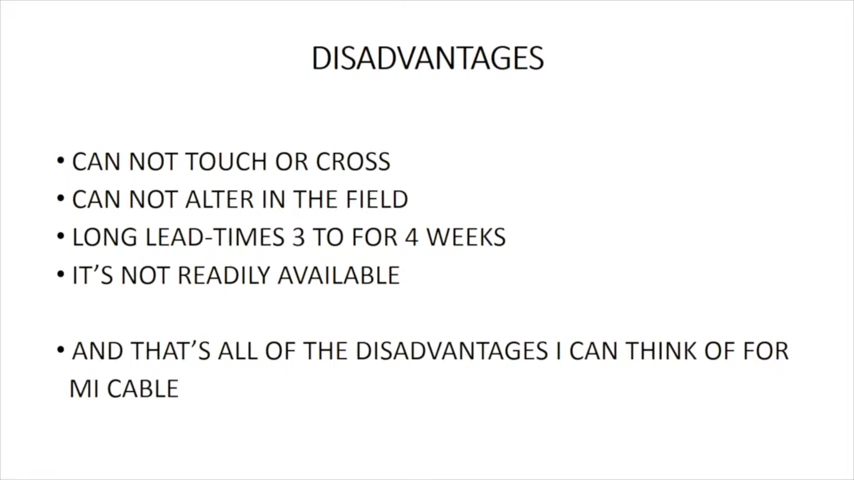 DISADVANTAGES
• CAN NOT TOUCH OR CROSS
• CAN NOT ALTER IN THE FIELD
• LONG LEAD-TIMES 3 TO FOR 4 WEEKS
• IT’S NOT READILY AVAILABLE
• AND THAT’S ALL OF THE DISADVANTAGES I CAN THINK OF FOR
MI CABLE